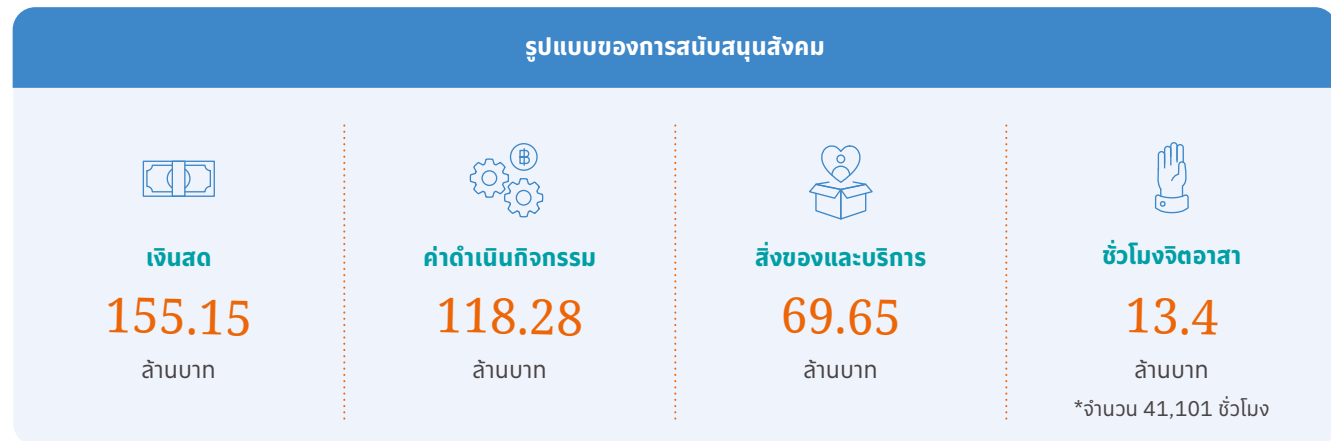 รูปแบบของการสนับสนุนสังคม
฿
เงินสด
155.15
ล้านบาท
ค่าดำเนินกิจกรรม
118.28
ล้านบาท
สิ่งของและบริการ
69.65
ล้านบาท
ชั่วโมงจิตอาสา
13.4
ล้านบาท
*จำนวน 41,101 ชั่วโมง